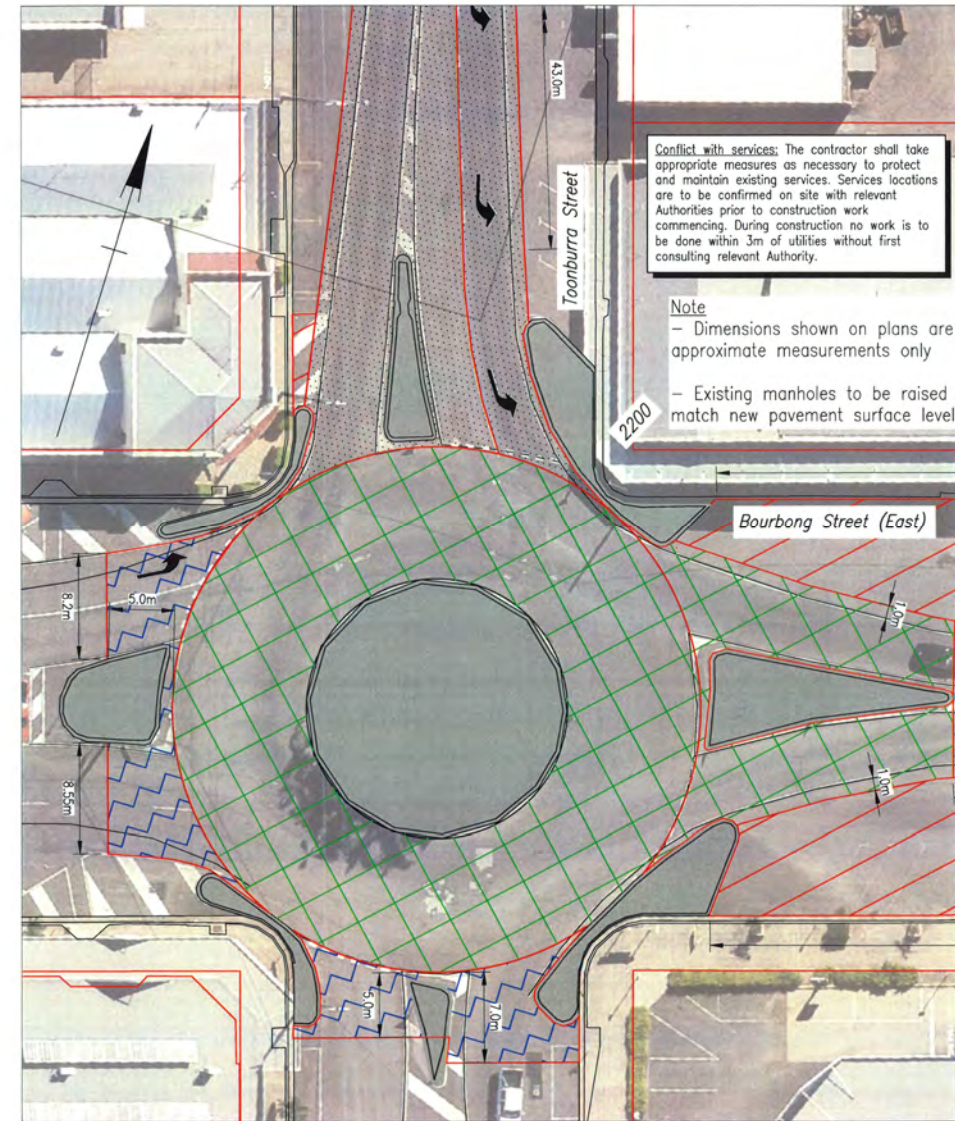 43.0m
Toonburra Street
Conflict with services: The contractor shall take
appropriate measures as necessary to protect
and maintain existing services. Services locations
are to be confirmed on site with relevant
Authorities prior to construction work
commencing. During construction no work is to
be done within 3m of utilities without first
consulting relevant Authority.
Note
- Dimensions shown on plans are
approximate measurements only
- Existing manholes to be raised
match new pavement surface level
2200
Bourbong Street (East)
8.2m
5.0m
1.0m
8.55m
1.0m
5.0m
7.0m